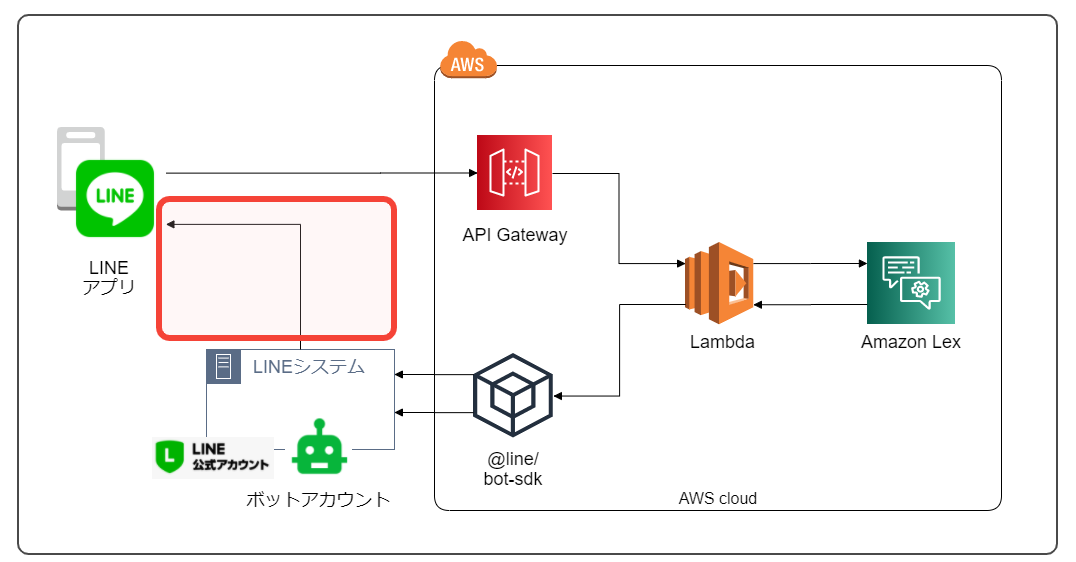 AWS
LINE
LINE
アプリ
API Gateway
Lambda
Amazon Lex
LINEシステム
L
LINE
公式アカウント
ボットアカウント
@line/
bot-sdk
AWS cloud